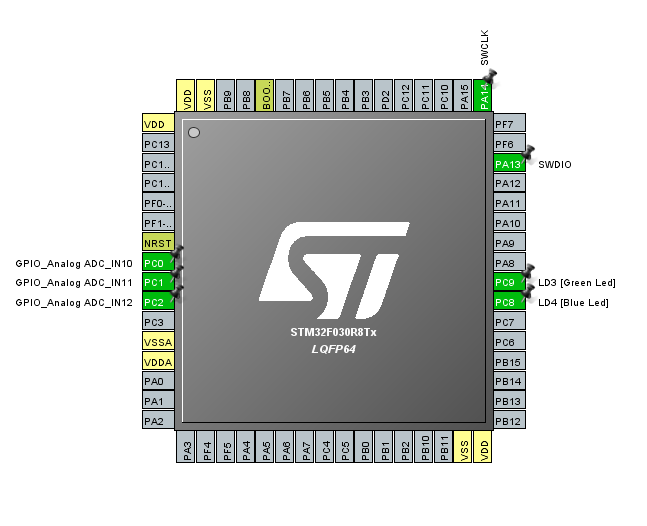 SWCLK
VDD
VSS
PB9
PB8
BOO..
PB7
PB6
PB5
PB4
PB3
PD2
PC12
PC11
PC10
PA15
PA14
VDD
PC13
PC1..
PC1..
PF0-..
PF1-..
NRST
GPIO_Analog ADC_IN10 PC0
GPIO_Analog ADC_IN11 PC1
GPIO_Analog ADC_IN12 PC2
PC3
VSSA
VDDA
PA0
PA1
PA2
ST
STM32F030R8Tx
LQFP64
PF7
PF6
PA13 SWDIO
PA12
PA11
PA10
PA9
PA8
PC9 LD3 [Green Led]
PC8 LD4 [Blue Led]
PC7
PC6
PB15
PB14
PB13
PB12
PA3
PF4
PF5
PA4
PA5
PA6
PA7
PC4
PC5
PB0
PB1
PB2
PB10
PB11
VSS
VDD